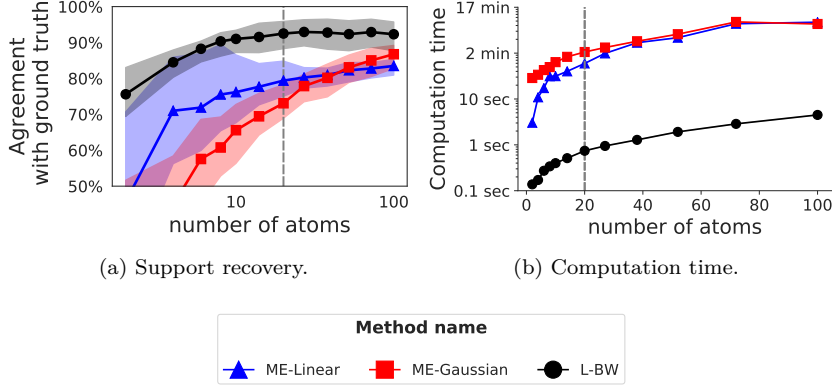 100%
90%
80%
70%
60%
50%
Agreement
with ground truth
10
100
number of atoms
(a) Support recovery.
17 min
2 min
10 sec
1 sec
0.1 sec
Computation time
0
20
40
60
80
100
number of atoms
(b) Computation time.
Method name
ME-Linear
ME-Gaussian
L-BW